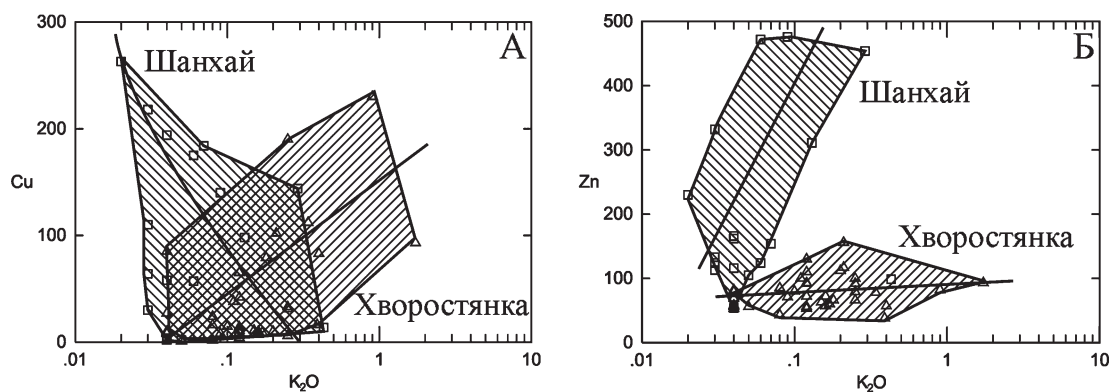 А
300
200
100
0
.01
.1
1
10
Cu
K₂O
Шанхай
Хворостянка
Б
500
400
300
200
100
0
.01
.1
1
10
Zn
K₂O
Шанхай
Хворостянка